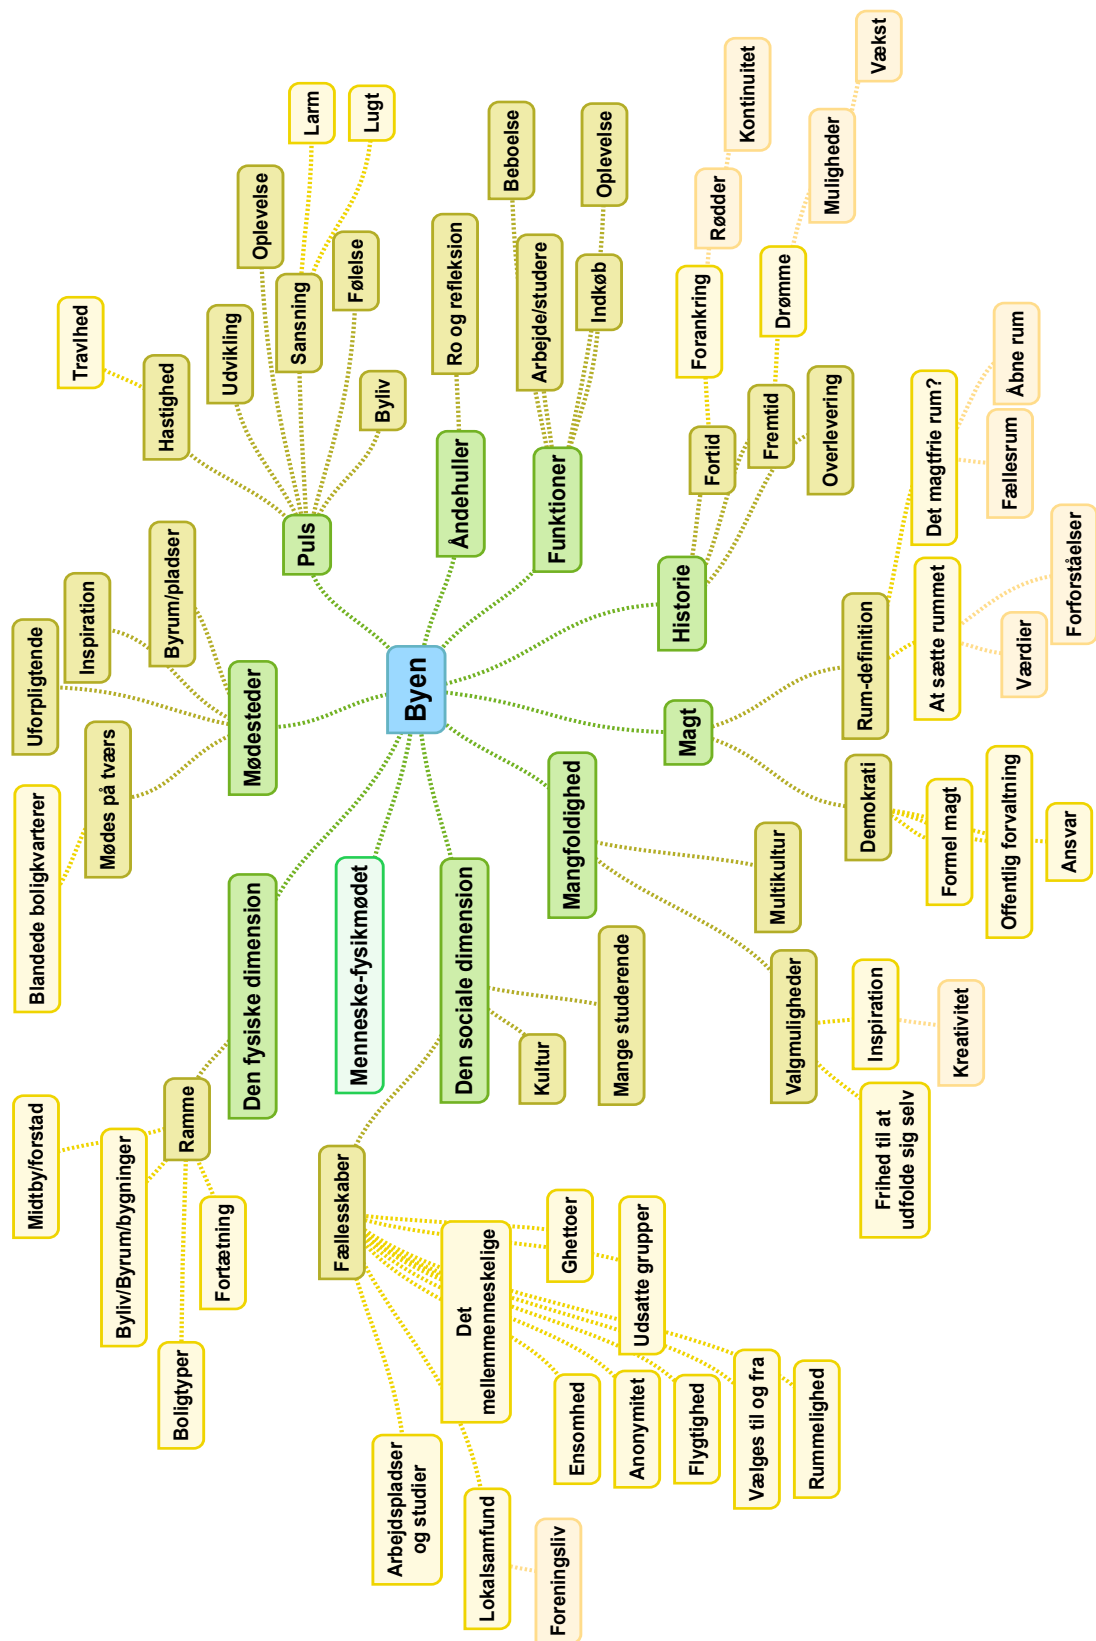 Byen
Mødesteder
Uforpligtende
Inspiration
Byrum/pladser
Mødes på tværs
Blandede boligkvarterer
Puls
Hastighed
Travlhed
Udvikling
Oplevelse
Sansning
Larm
Lugt
Følelse
Byliv
Åndehuller
Ro og refleksion
Funktioner
Beboelse
Arbejde/studere
Indkøb
Oplevelse
Historie
Fortid
Forankring
Rødder
Kontinuitet
Fremtid
Drømme
Muligheder
Vækst
Overlevering
Magt
Rum-definition
Det magtfrie rum?
Åbne rum
Fællesrum
At sætte rummet
Værdier
Forforståelser
Demokrati
Formel magt
Offentlig forvaltning
Ansvar
Mangfoldighed
Multikultur
Valgmuligheder
Inspiration
Kreativitet
Frihed til at
udfolde sig selv
Den sociale dimension
Mange studerende
Kultur
Fællesskaber
Ghettoer
Udsatte grupper
Det
mellemmenneskelige
Ensomhed
Anonymitet
Flygtighed
Vælges til og fra
Rummelighed
Arbejdspladser
og studier
Lokalsamfund
Foreningsliv
Menneske-fysikmødet
Den fysiske dimension
Ramme
Midtby/forstad
Byliv/Byrum/bygninger
Boligtyper
Fortætning